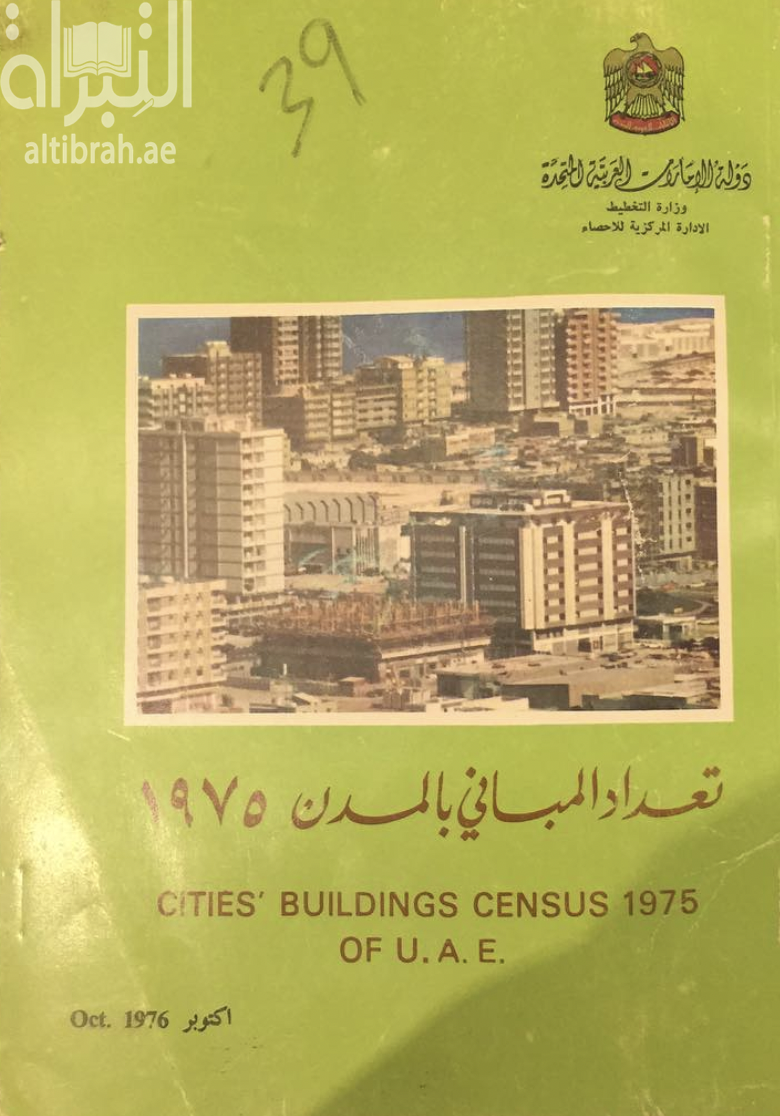 التبراه
altibrah.ae
39
دولة الإمارات العربية المتحدة
وزارة التخطيط
الادارة المركزية للاحصاء
تعداد المباني بالمدن ١٩٧٥
CITIES' BUILDINGS CENSUS 1975
OF U. A. E.
Oct. 1976 اكتوبر